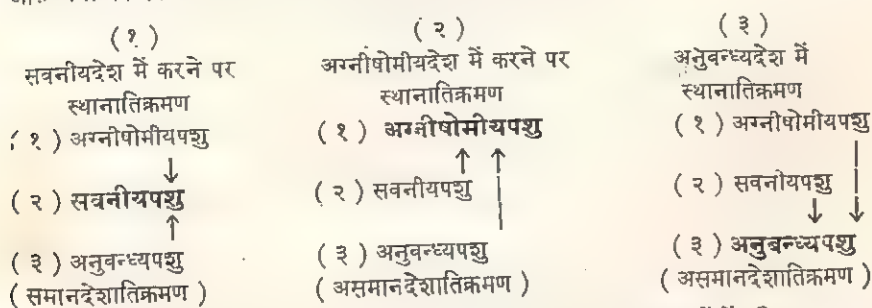 ( १ )
सवनीयदेश में करने पर
स्थानातिक्रमण
( १ ) अग्नीषोमीयपशु
( २ ) सवनीयपशु
( ३ ) अनुबन्ध्यपशु
( समानदेशातिक्रमण )
( २ )
अग्नीषोमीयदेश में करने पर
स्थानातिक्रमण
( १ ) अग्नीषोमीयपशु
( २ ) सवनीयपशु
( ३ ) अनुबन्ध्यपशु
( असमानदेशातिक्रमण )
( ३ )
अनुबन्ध्यदेश में
स्थानातिक्रमण
( १ ) अग्नीषोमीयपशु
( २ ) सवनीयपशु
( ३ ) अनुबन्ध्यपशु
( असमानदेशातिक्रमण )